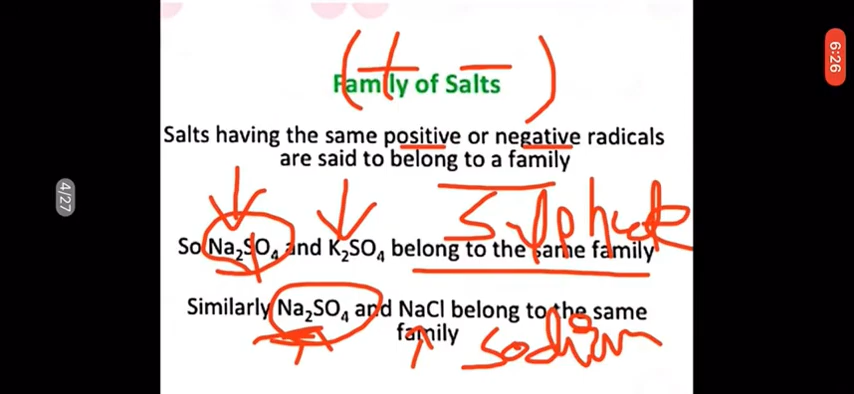 6:26
4/27
( + − )
Family of Salts
Salts having the same positive or negative radicals
are said to belong to a family
Sulphate
So Na₂SO₄ and K₂SO₄ belong to the same family
Similarly Na₂SO₄ and NaCl belong to the same
family
Sodium